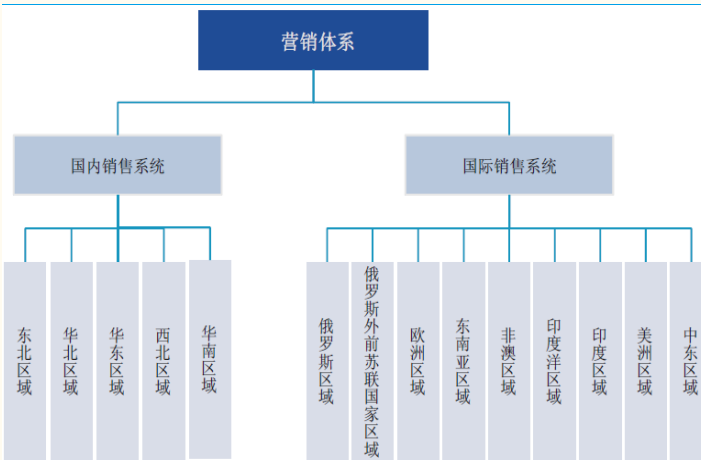 营销体系
国内销售系统
国际销售系统
东北区域
华北区域
华东区域
西北区域
华南区域
俄罗斯区域
俄罗斯外前苏联国家区域
欧洲区域
东南亚区域
非澳区域
印度洋区域
印度区域
美洲区域
中东区域